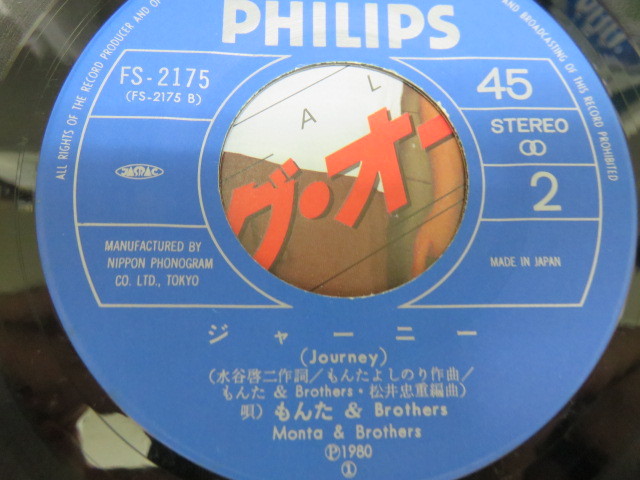 PHILIPS
ALL RIGHTS OF THE RECORD PRODUCER AND OF
AND BROADCASTING OF THIS RECORD PROHIBITED
FS-2175
(FS-2175 B)
45
STEREO
2
MANUFACTURED BY
NIPPON PHONOGRAM
CO. LTD., TOKYO
MADE IN JAPAN
A L
グ・オー
ジャーニー
(Journey)
(水谷啓二作詞/もんたよしのり作曲/
もんた & Brothers・松井忠重編曲)
唄) もんた & Brothers
Monta & Brothers
Ⓟ1980
①